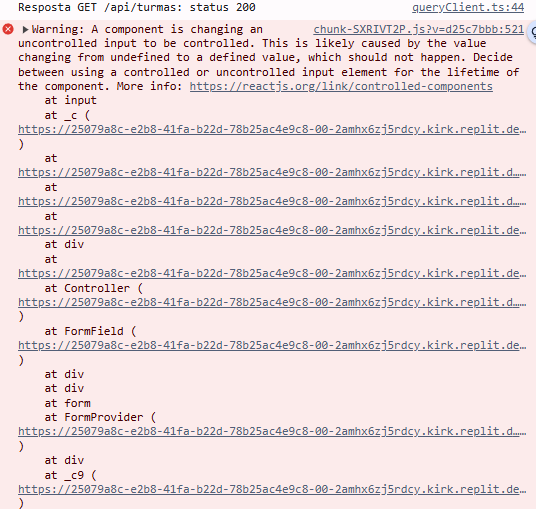 Resposta GET /api/turmas: status 200 queryClient.ts:44
Warning: A component is changing an chunk-SXRIVT2P.js?v=d25c7bbb:521
uncontrolled input to be controlled. This is likely caused by the value
changing from undefined to a defined value, which should not happen. Decide
between using a controlled or uncontrolled input element for the lifetime of
the component. More info: https://reactjs.org/link/controlled-components
at input
at _c (
https://25079a8c-e2b8-41fa-b22d-78b25ac4e9c8-00-2amhx6zj5rdcy.kirk.replit.de…
)
at
https://25079a8c-e2b8-41fa-b22d-78b25ac4e9c8-00-2amhx6zj5rdcy.kirk.replit.d……
at
https://25079a8c-e2b8-41fa-b22d-78b25ac4e9c8-00-2amhx6zj5rdcy.kirk.replit.d……
at
https://25079a8c-e2b8-41fa-b22d-78b25ac4e9c8-00-2amhx6zj5rdcy.kirk.replit.de…
at div
at
https://25079a8c-e2b8-41fa-b22d-78b25ac4e9c8-00-2amhx6zj5rdcy.kirk.replit.d……
at Controller (
https://25079a8c-e2b8-41fa-b22d-78b25ac4e9c8-00-2amhx6zj5rdcy.kirk.replit.d……
)
at FormField (
https://25079a8c-e2b8-41fa-b22d-78b25ac4e9c8-00-2amhx6zj5rdcy.kirk.replit.de…
)
at div
at div
at form
at FormProvider (
https://25079a8c-e2b8-41fa-b22d-78b25ac4e9c8-00-2amhx6zj5rdcy.kirk.replit.d……
)
at div
at _c9 (
https://25079a8c-e2b8-41fa-b22d-78b25ac4e9c8-00-2amhx6zj5rdcy.kirk.replit.de…
)